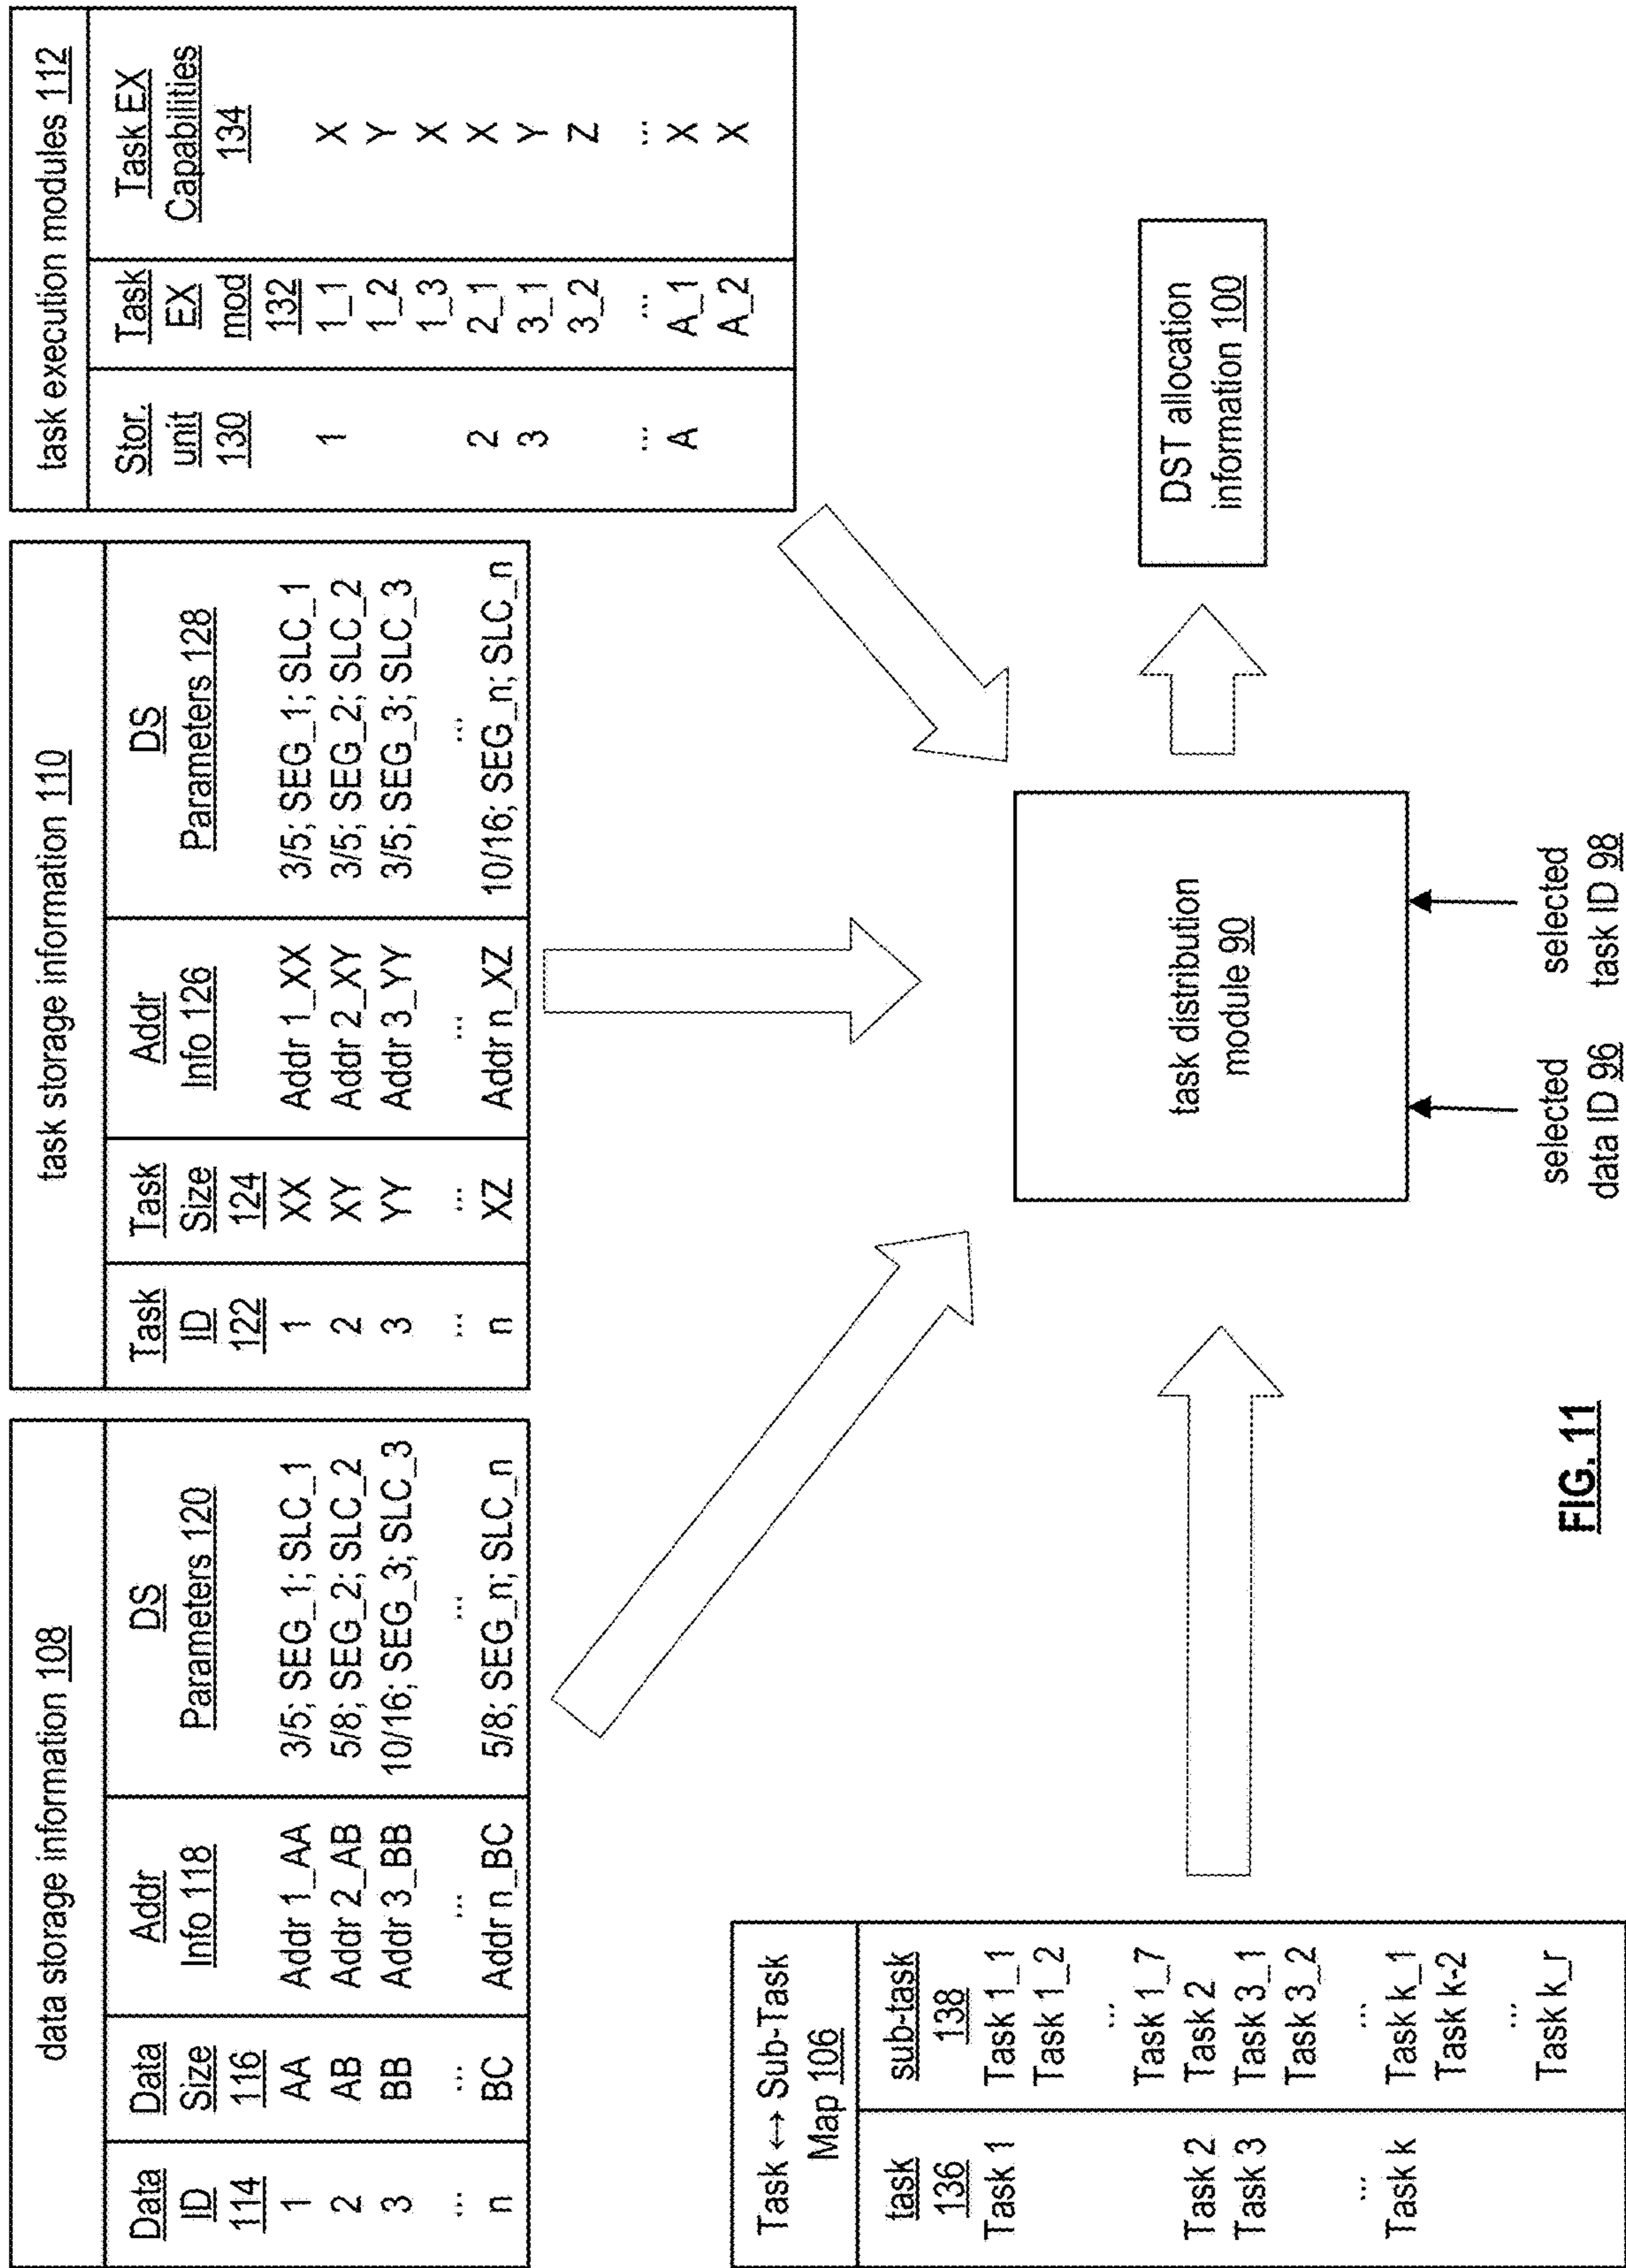 data storage information 108
Data ID 114 | Data Size 116 | Addr Info 118 | DS Parameters 120
1 | AA | Addr 1_AA | 3/5; SEG_1; SLC_1
2 | AB | Addr 2_AB | 5/8; SEG_2; SLC_2
3 | BB | Addr 3_BB | 10/16; SEG_3; SLC_3
... | ... | ... | ...
n | BC | Addr n_BC | 5/8; SEG_n; SLC_n
task storage information 110
Task ID 122 | Task Size 124 | Addr Info 126 | DS Parameters 128
1 | XX | Addr 1_XX | 3/5; SEG_1; SLC_1
2 | XY | Addr 2_XY | 3/5; SEG_2; SLC_2
3 | YY | Addr 3_YY | 3/5; SEG_3; SLC_3
... | ... | ... | ...
n | XZ | Addr n_XZ | 10/16; SEG_n; SLC_n
task execution modules 112
Stor. unit 130 | Task EX mod 132 | Task EX Capabilities 134
1 | 1_1 | X
1_2 | Y
1_3 | X
2 | 2_1 | X
3 | 3_1 | Y
3_2 | Z
... | ... | ...
A | A_1 | X
A_2 | X
Task ↔ Sub-Task
Map 106
task 136 | sub-task 138
Task 1 | Task 1_1
Task 1_2
...
Task 1_7
Task 2 | Task 2
Task 3 | Task 3_1
Task 3_2
... | ...
Task k | Task k_1
Task k-2
...
Task k_r
task distribution
module 90
DST allocation
information 100
selected
data ID 96
selected
task ID 98
FIG. 11